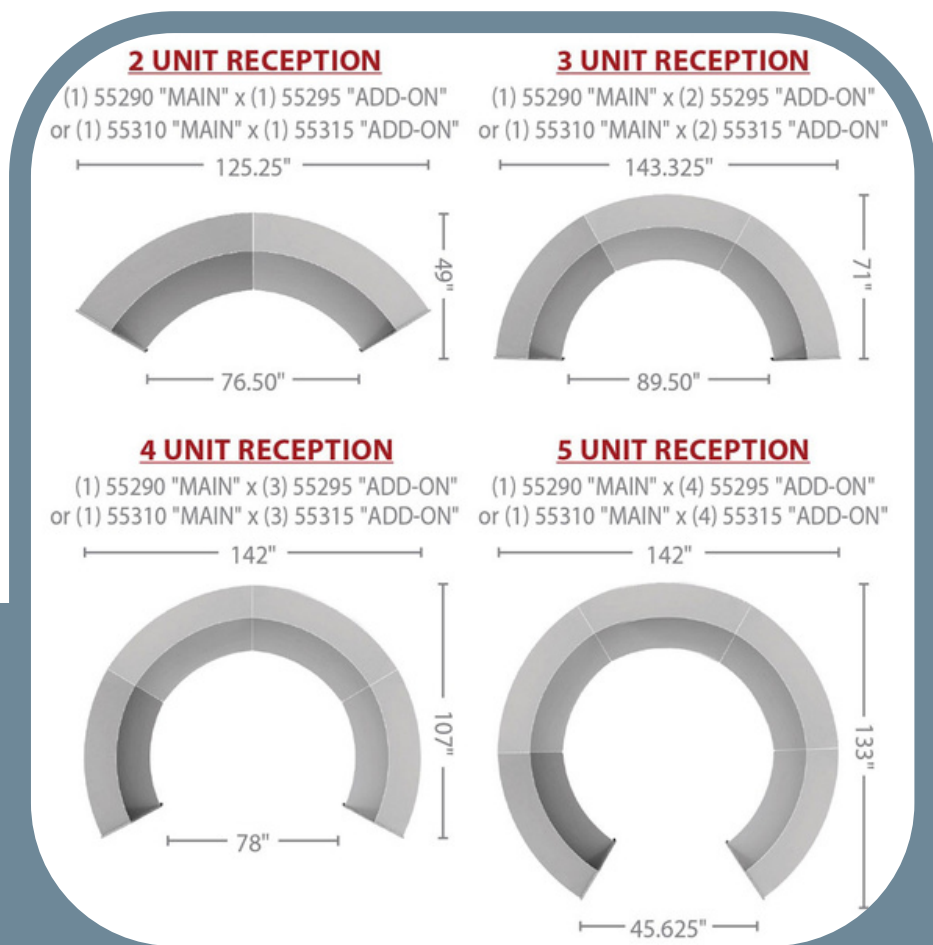 2 UNIT RECEPTION
(1) 55290 "MAIN" x (1) 55295 "ADD-ON"
or (1) 55310 "MAIN" x (1) 55315 "ADD-ON"
125.25"
49"
76.50"
3 UNIT RECEPTION
(1) 55290 "MAIN" x (2) 55295 "ADD-ON"
or (1) 55310 "MAIN" x (2) 55315 "ADD-ON"
143.325"
71"
89.50"
4 UNIT RECEPTION
(1) 55290 "MAIN" x (3) 55295 "ADD-ON"
or (1) 55310 "MAIN" x (3) 55315 "ADD-ON"
142"
107"
78"
5 UNIT RECEPTION
(1) 55290 "MAIN" x (4) 55295 "ADD-ON"
or (1) 55310 "MAIN" x (4) 55315 "ADD-ON"
142"
133"
45.625"